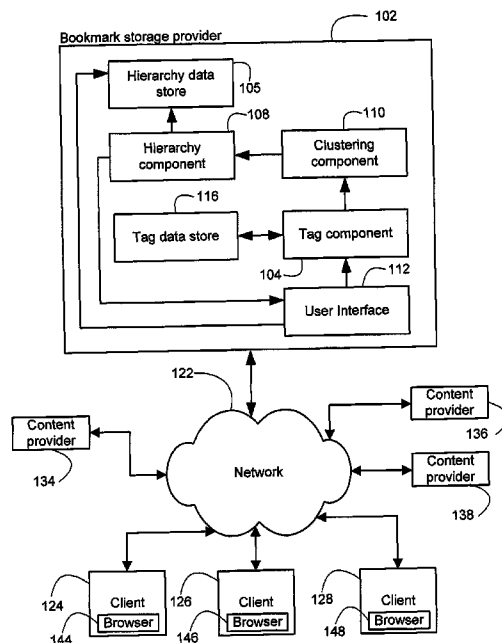 Bookmark storage provider
102
Hierarchy data
store
105
108
110
Hierarchy
component
Clustering
component
116
Tag data store
Tag component
104
112
User Interface
122
Content
provider
134
Network
Content
provider
136
Content
provider
138
124
Client
Browser
144
126
Client
Browser
146
128
Client
Browser
148